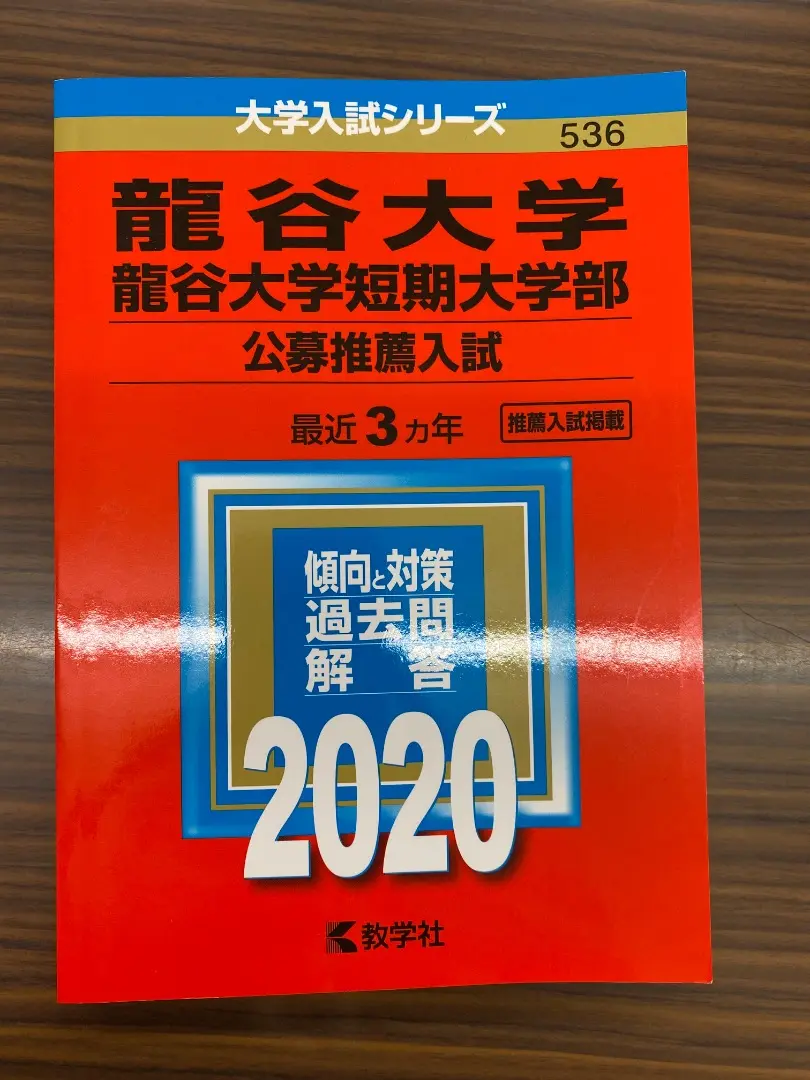 大学入試シリーズ
536
龍谷大学
龍谷大学短期大学部
公募推薦入試
最近3カ年
推薦入試掲載
傾向と対策
過去問
解答
2020
教学社